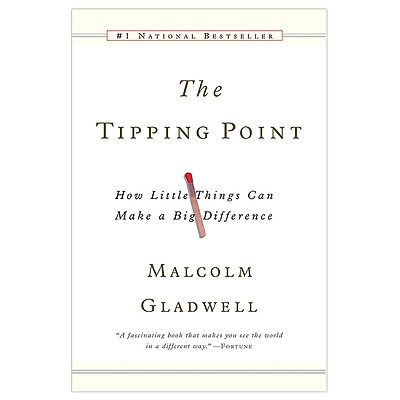 #1 National Bestseller
The
Tipping Point
How Little Things Can
Make a Big Difference
Malcolm
Gladwell
"A fascinating book that makes you see the world
in a different way." —Fortune